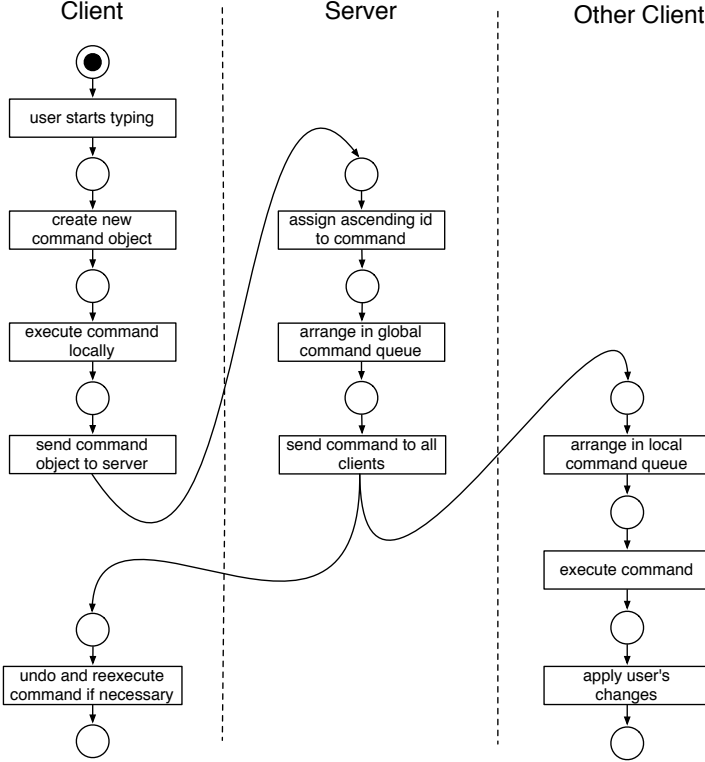 Client
Server
Other Client
user starts typing
create new
command object
execute command
locally
send command
object to server
assign ascending id
to command
arrange in global
command queue
send command to all
clients
arrange in local
command queue
execute command
apply user's
changes
undo and reexecute
command if necessary